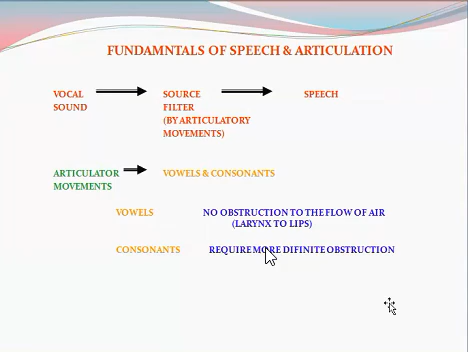 FUNDAMNTALS OF SPEECH & ARTICULATION
VOCAL SOURCE SPEECH
SOUND FILTER
(BY ARTICULATORY
MOVEMENTS)
ARTICULATOR VOWELS & CONSONANTS
MOVEMENTS
VOWELS NO OBSTRUCTION TO THE FLOW OF AIR
(LARYNX TO LIPS)
CONSONANTS REQUIRE MORE DIFINITE OBSTRUCTION